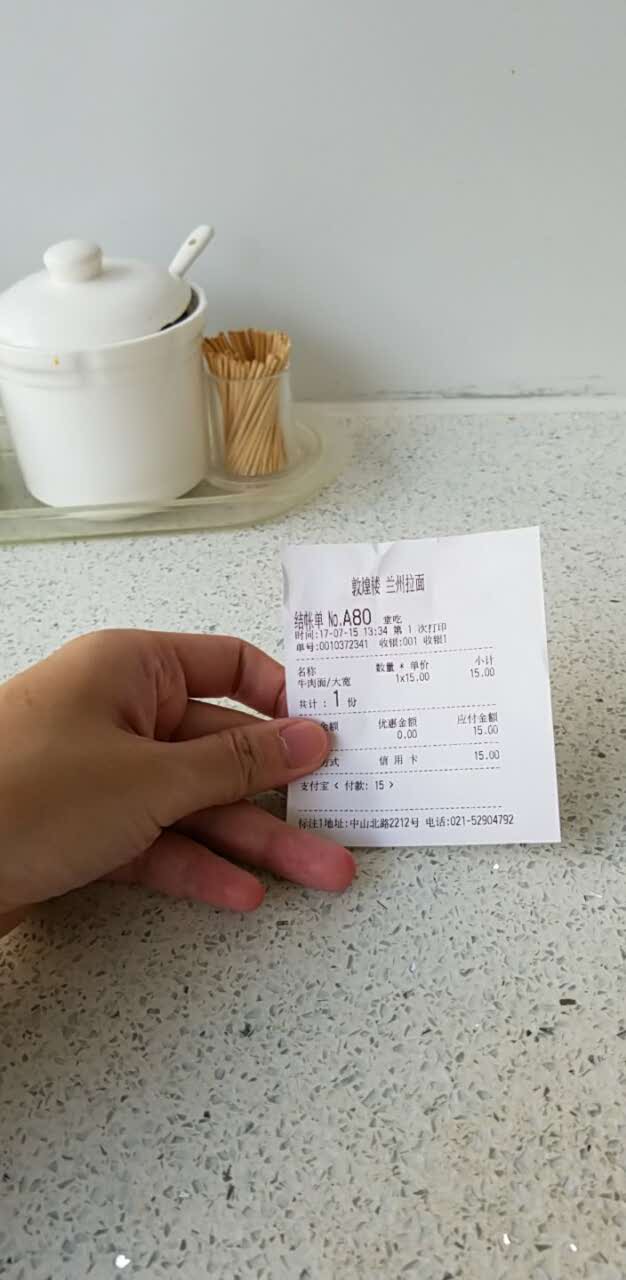 敦煌楼 兰州拉面
结帐单 No.A80 堂吃
时间:17-07-15 13:34 第 1 次打印
单号:0010372341 收银:001 收银1
名称 数量 * 单价 小计
牛肉面/大宽 1x15.00 15.00
共计 : 1 份
金额 优惠金额 应付金额
0.00 15.00
方式 信 用 卡 15.00
支付宝 < 付款: 15 >
标注1地址:中山北路2212号 电话:021-52904792